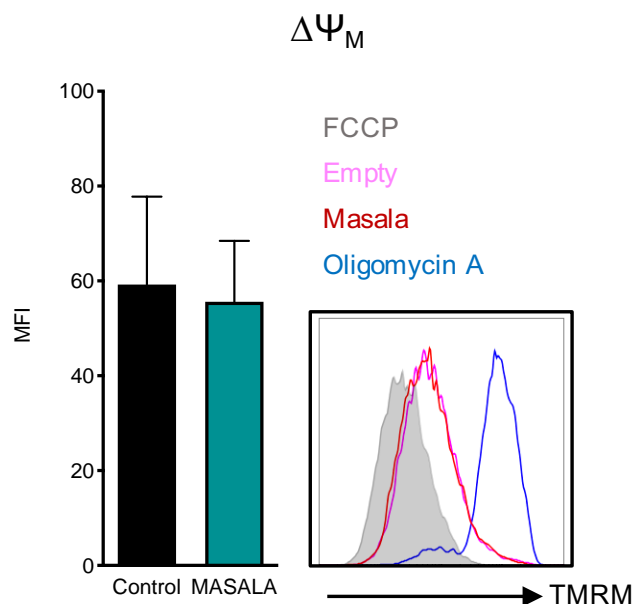 ΔΨM
100
80
60
40
20
0
MFI
Control MASALA
FCCP
Empty
Masala
Oligomycin A
TMRM